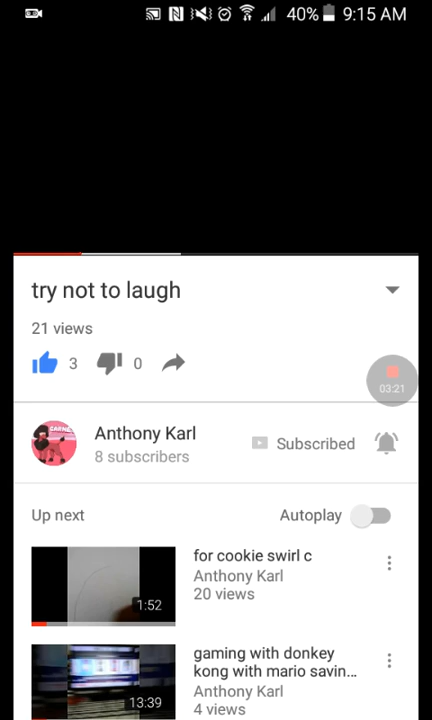 40% 9:15 AM
try not to laugh
21 views
3 0
03:21
Anthony Karl
Subscribed
8 subscribers
Up next
Autoplay
for cookie swirl c
Anthony Karl
20 views
1:52
gaming with donkey
kong with mario savin...
Anthony Karl
4 views
13:39